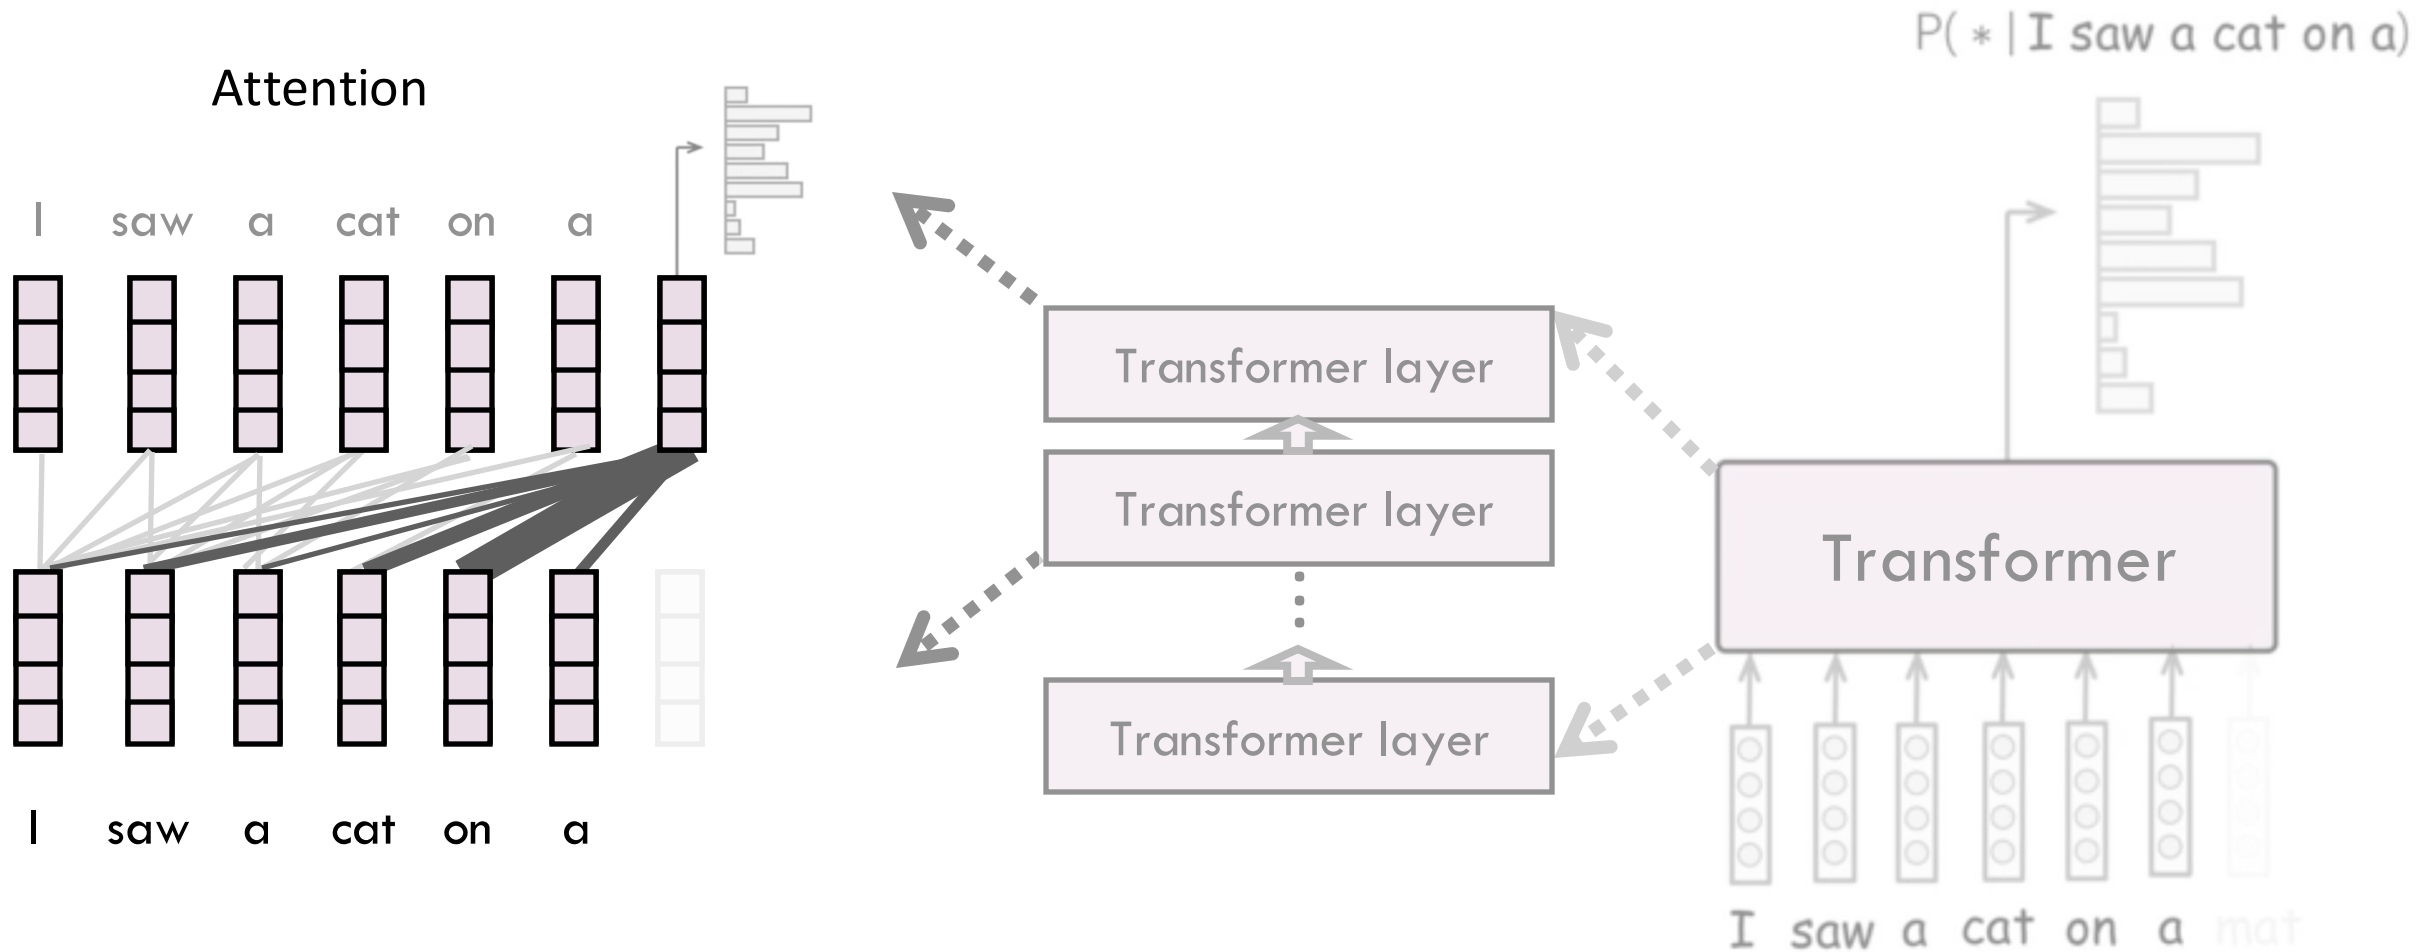 Attention
I saw a cat on a
I saw a cat on a
Transformer layer
Transformer layer
Transformer layer
P( * | I saw a cat on a)
Transformer
I saw a cat on a mat